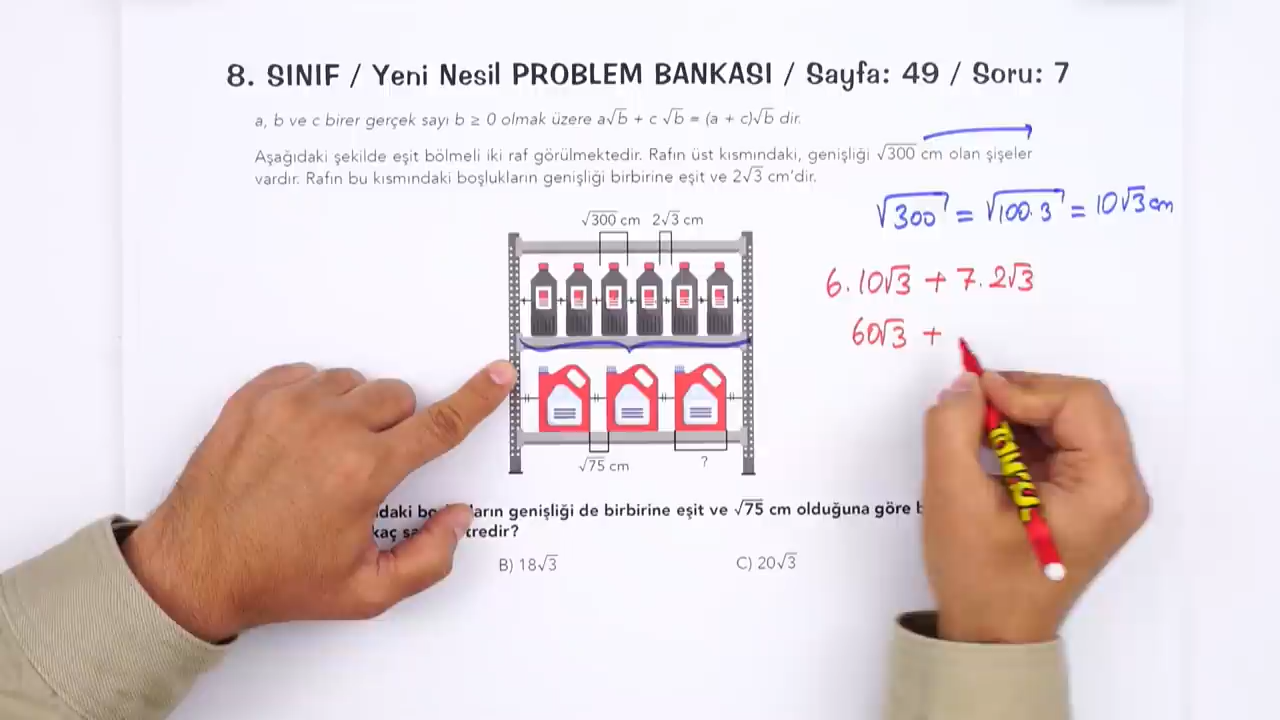 8. SINIF / Yeni Nesil PROBLEM BANKASI / Sayfa: 49 / Soru: 7
a, b ve c birer gerçek sayı b ≥ 0 olmak üzere a√b + c √b = (a + c)√b dir.
Aşağıdaki şekilde eşit bölmeli iki raf görülmektedir. Rafın üst kısmındaki, genişliği √300 cm olan şişeler
vardır. Rafın bu kısmındaki boşlukların genişliği birbirine eşit ve 2√3 cm'dir.
√300 = √100.3 = 10√3 cm
√300 cm 2√3 cm
6.10√3 + 7.2√3
60√3 +
√75 cm ?
genişliği de birbirine eşit ve √75 cm olduğuna göre
kaç
B) 18√3 C) 20√3